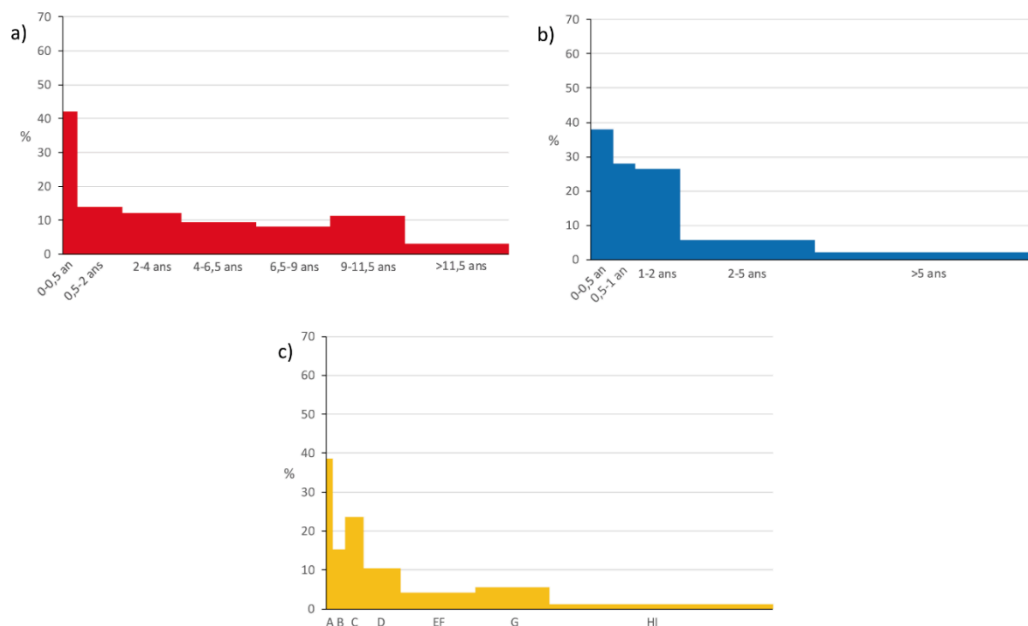 a)
70
60
50
40
30
20
10
0
%
0-0,5 an
0,5-2 ans
2-4 ans
4-6,5 ans
6,5-9 ans
9-11,5 ans
>11,5 ans
b)
70
60
50
40
30
20
10
0
%
0-0,5 an
0,5-1 an
1-2 ans
2-5 ans
>5 ans
c)
70
60
50
40
30
20
10
0
%
A B C D EF G HI